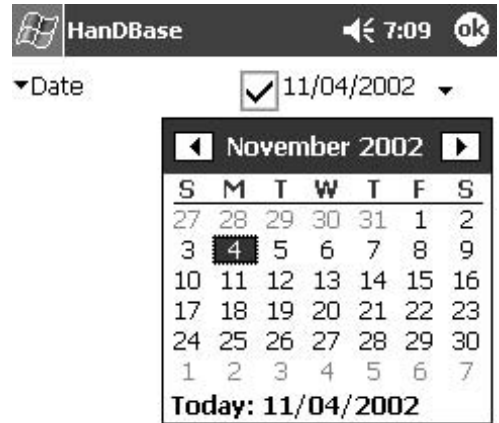 HanDBase 7:09 ok
Date 11/04/2002
November 2002
S M T W T F S
27 28 29 30 31 1 2
3 4 5 6 7 8 9
10 11 12 13 14 15 16
17 18 19 20 21 22 23
24 25 26 27 28 29 30
1 2 3 4 5 6 7
Today: 11/04/2002